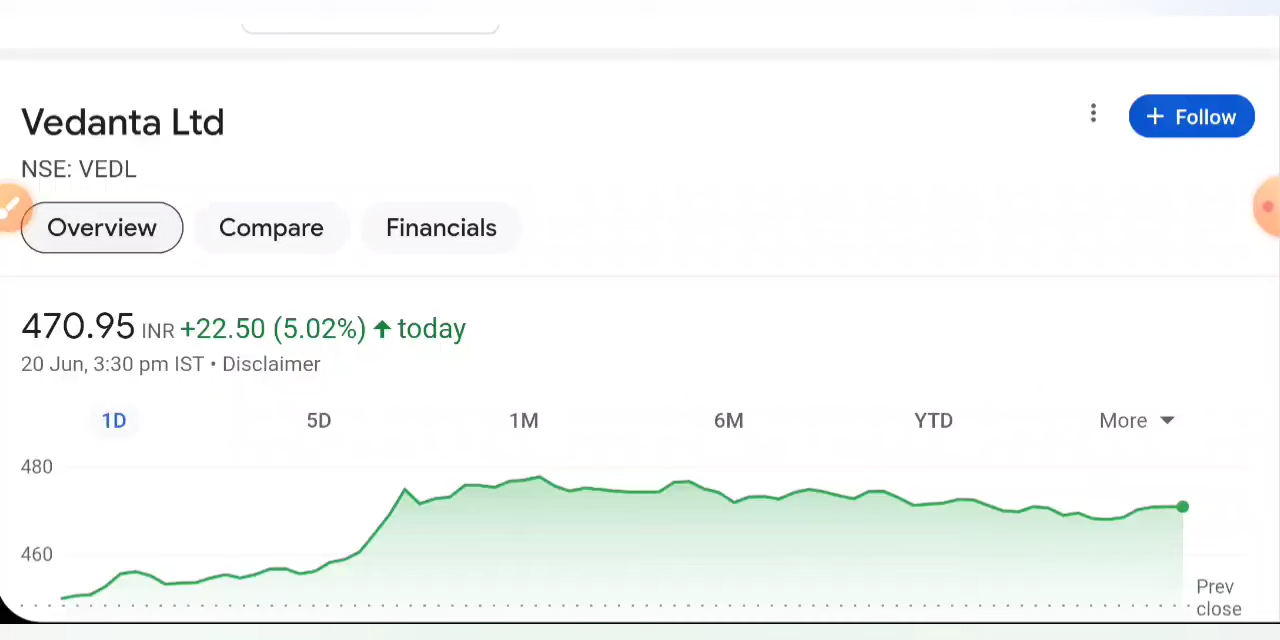 Vedanta Ltd
+ Follow
NSE: VEDL
Overview Compare Financials
470.95 INR +22.50 (5.02%) ↑ today
20 Jun, 3:30 pm IST • Disclaimer
1D 5D 1M 6M YTD More
480
460
Prev
close